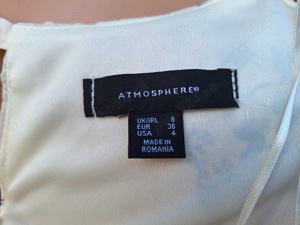 ATMOSPHERE®
UK/IRL 8
EUR 36
USA 4
MADE IN
ROMANIA